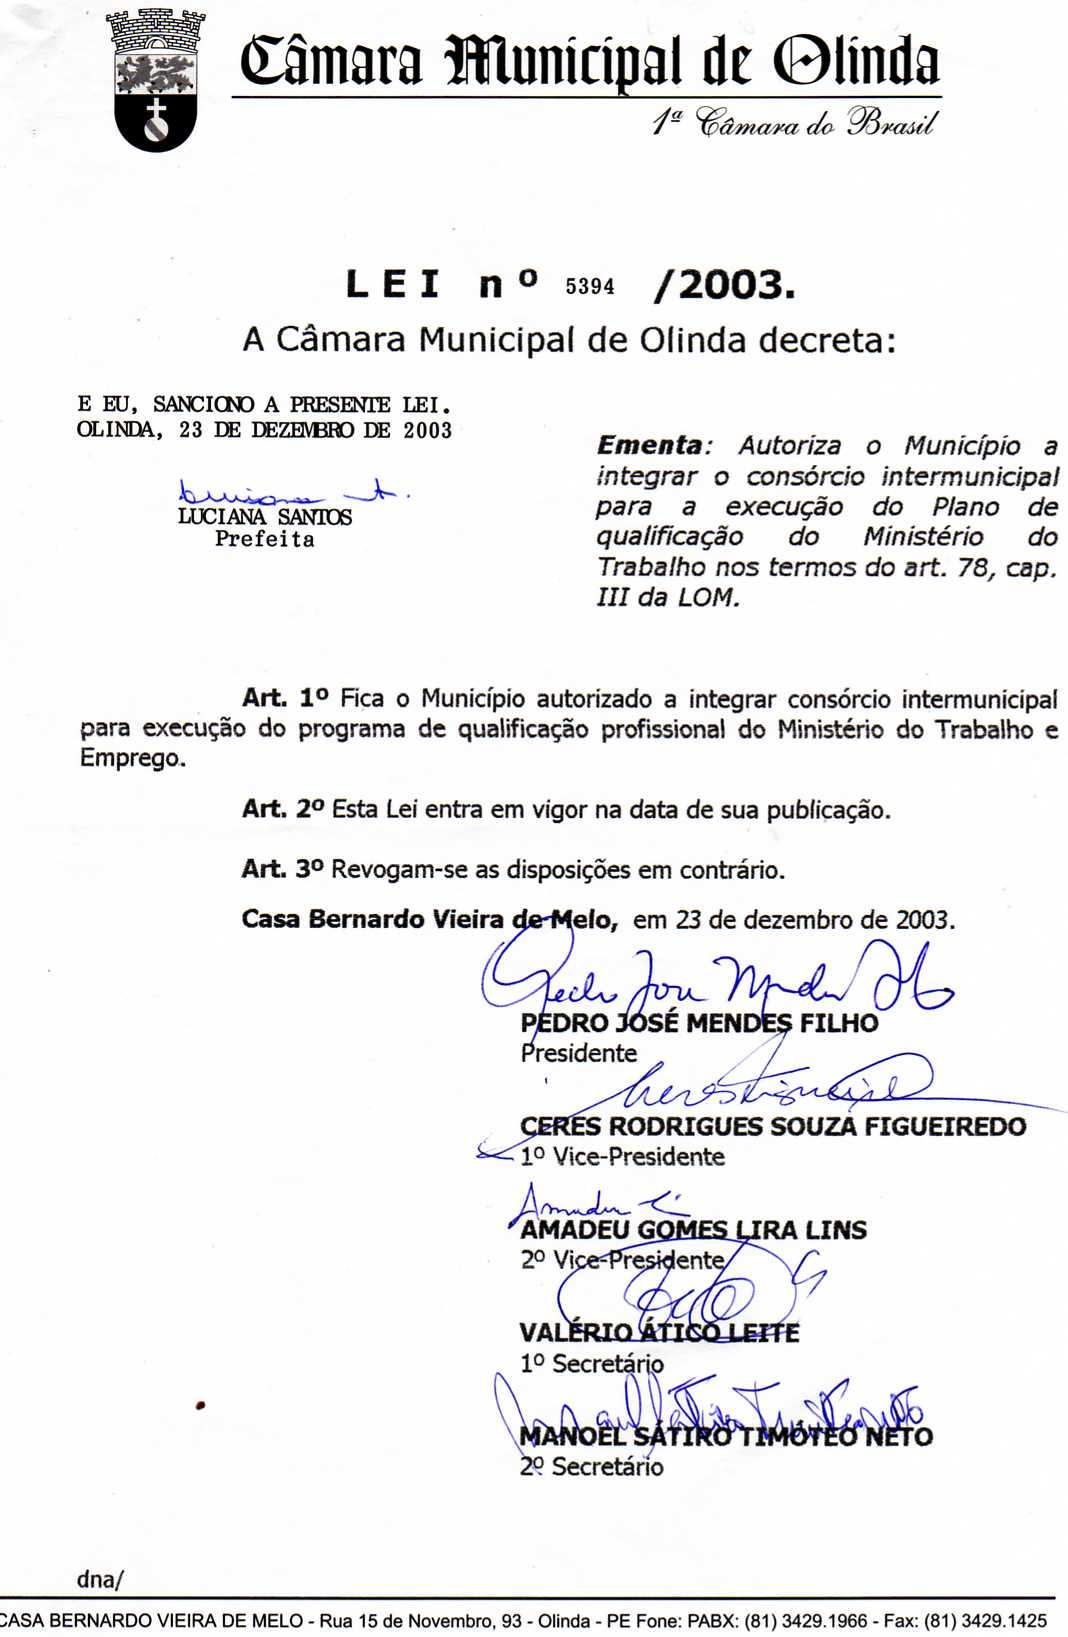 Câmara Municipal de Olinda
1ª Câmara do Brasil
LEI nº 5394 /2003.
A Câmara Municipal de Olinda decreta:
E EU, SANCIONO A PRESENTE LEI.
OLINDA, 23 DE DEZEMBRO DE 2003
LUCIANA SANTOS
Prefeita
Ementa: Autoriza o Município a
integrar o consórcio intermunicipal
para a execução do Plano de
qualificação do Ministério do
Trabalho nos termos do art. 78, cap.
III da LOM.
Art. 1º Fica o Município autorizado a integrar consórcio intermunicipal
para execução do programa de qualificação profissional do Ministério do Trabalho e
Emprego.
Art. 2º Esta Lei entra em vigor na data de sua publicação.
Art. 3º Revogam-se as disposições em contrário.
Casa Bernardo Vieira de Melo, em 23 de dezembro de 2003.
PEDRO JOSÉ MENDES FILHO
Presidente
CERES RODRIGUES SOUZA FIGUEIREDO
1º Vice-Presidente
AMADEU GOMES LIRA LINS
2º Vice-Presidente
VALÉRIO ÁTICO LEITE
1º Secretário
MANOEL SÁTIRO TIMÓTEO NETO
2º Secretário
dna/
CASA BERNARDO VIEIRA DE MELO - Rua 15 de Novembro, 93 - Olinda - PE Fone: PABX: (81) 3429.1966 - Fax: (81) 3429.1425